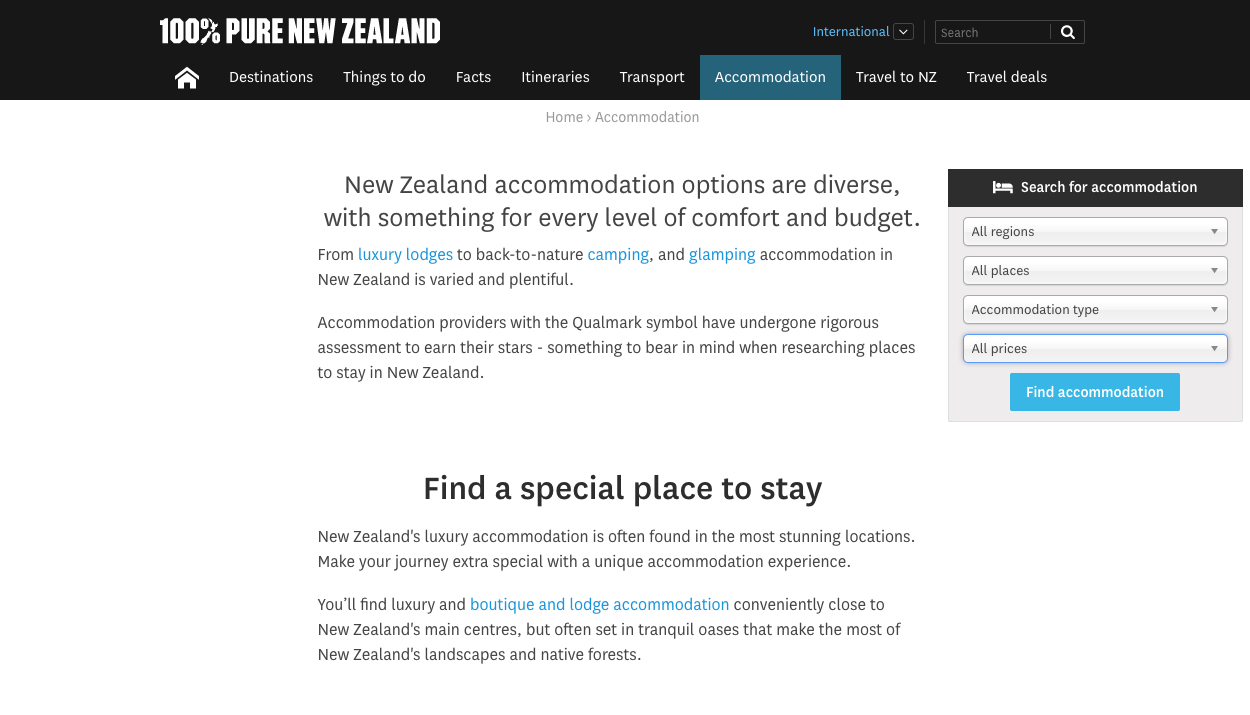 100% PURE NEW ZEALAND
International
Search
Destinations Things to do Facts Itineraries Transport Accommodation Travel to NZ Travel deals
Home › Accommodation
New Zealand accommodation options are diverse,
with something for every level of comfort and budget.
From luxury lodges to back-to-nature camping, and glamping accommodation in
New Zealand is varied and plentiful.
Accommodation providers with the Qualmark symbol have undergone rigorous
assessment to earn their stars - something to bear in mind when researching places
to stay in New Zealand.
Search for accommodation
All regions
All places
Accommodation type
All prices
Find accommodation
Find a special place to stay
New Zealand's luxury accommodation is often found in the most stunning locations.
Make your journey extra special with a unique accommodation experience.
You’ll find luxury and boutique and lodge accommodation conveniently close to
New Zealand's main centres, but often set in tranquil oases that make the most of
New Zealand's landscapes and native forests.